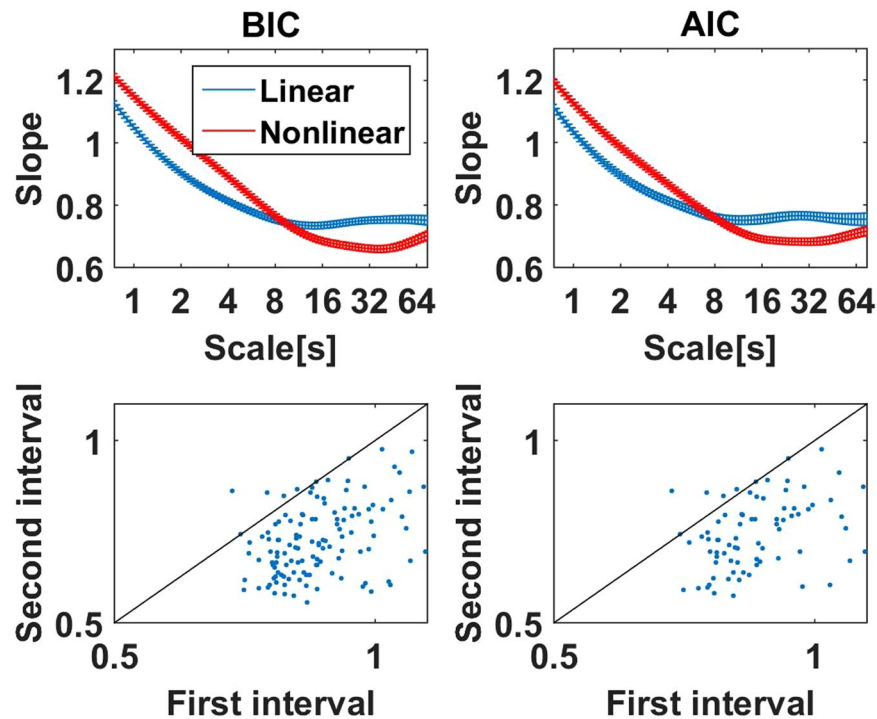 BIC
AIC
Slope
1.2
1
0.8
0.6
Linear
Nonlinear
1 2 4 8 16 32 64
Scale[s]
Slope
1.2
1
0.8
0.6
1 2 4 8 16 32 64
Scale[s]
Second interval
1
0.5
0.5 1
First interval
Second interval
1
0.5
0.5 1
First interval